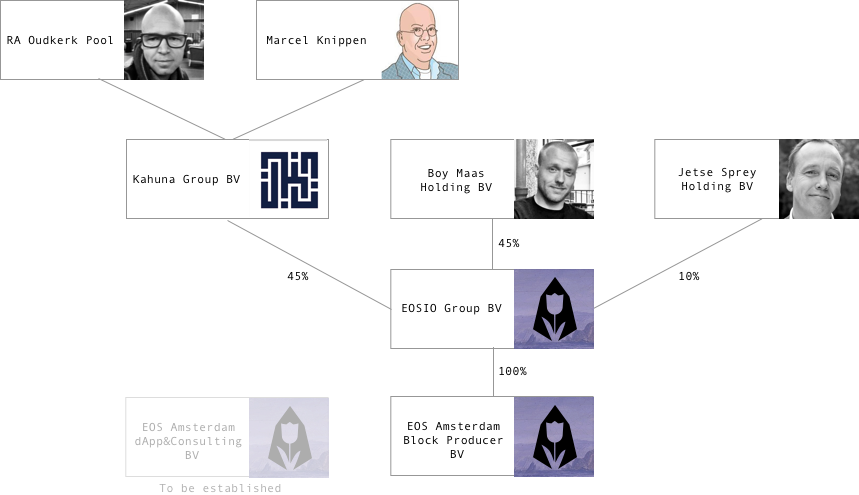 RA Oudkerk Pool
Marcel Knippen
Kahuna Group BV
Boy Maas
Holding BV
Jetse Sprey
Holding BV
45%
45%
10%
EOSIO Group BV
100%
EOS Amsterdam
dApp&Consulting
BV
EOS Amsterdam
Block Producer
BV
To be established